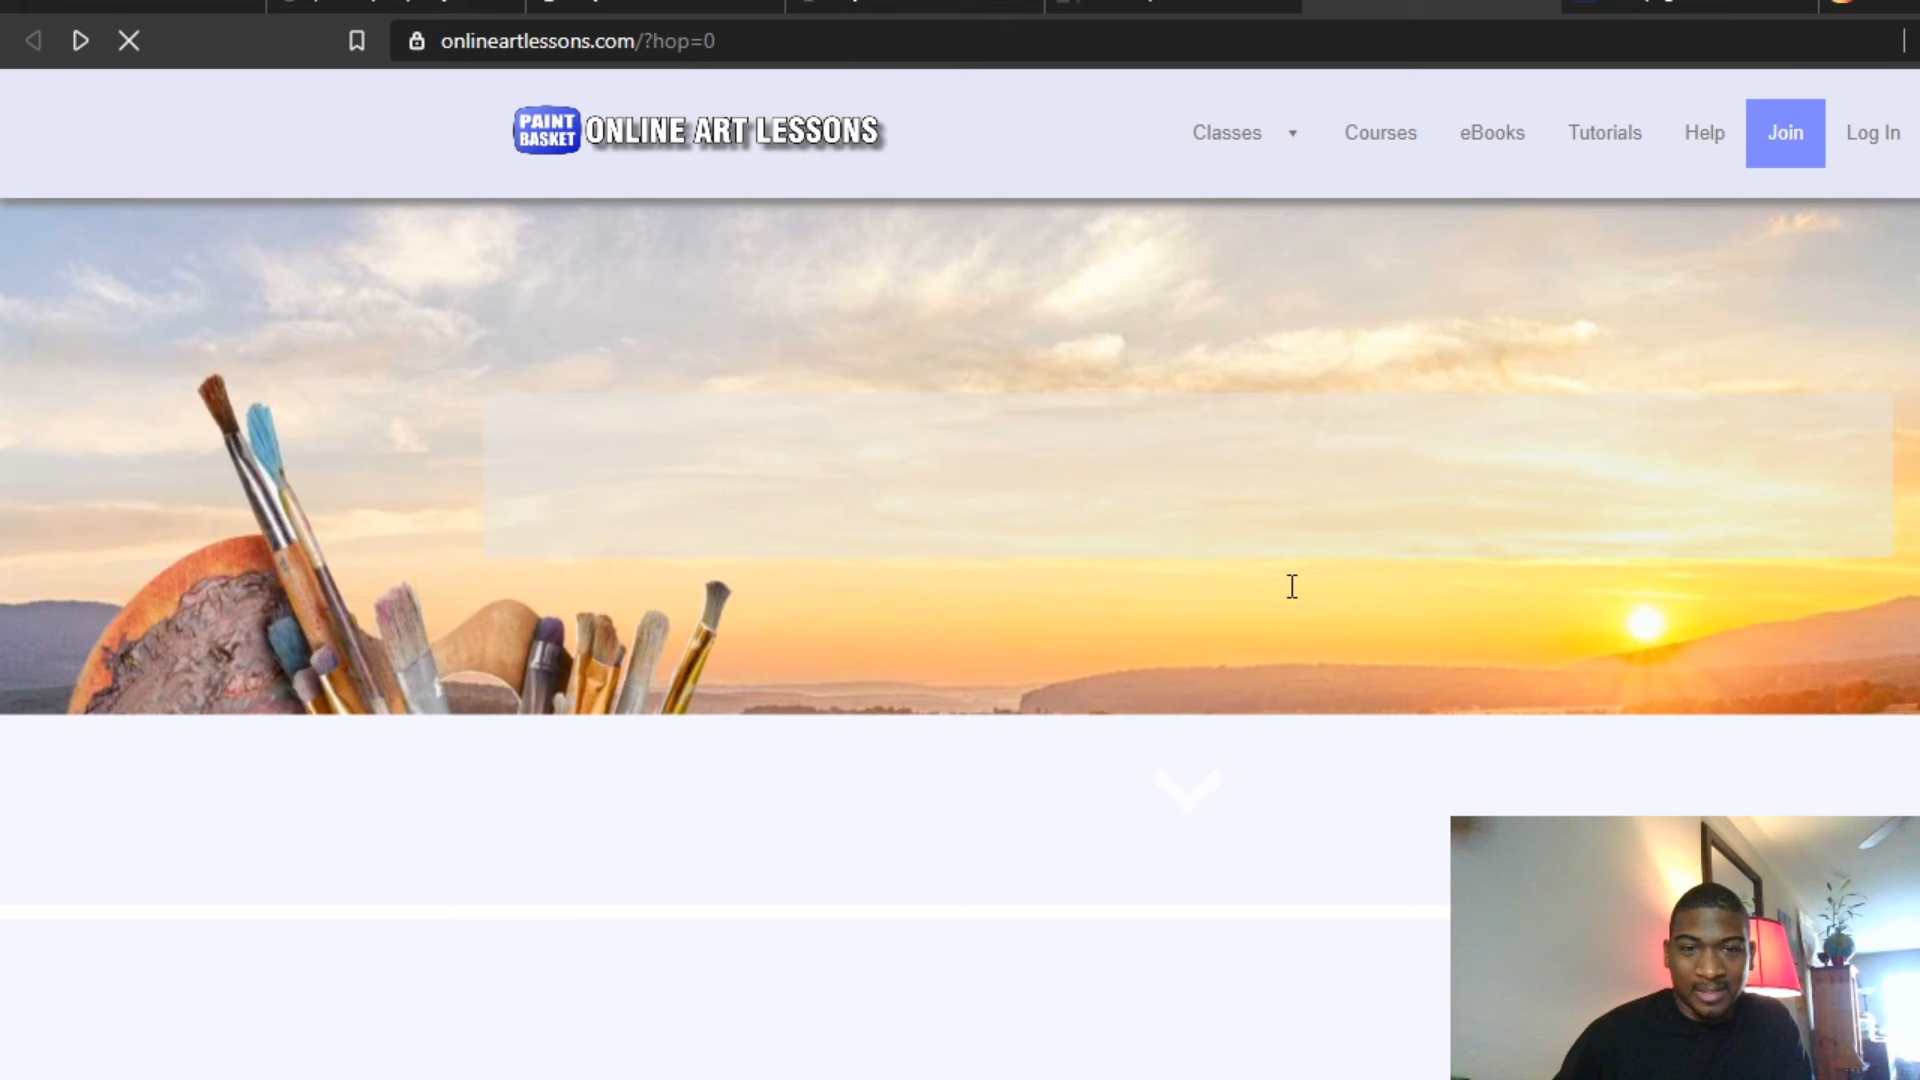 onlineartlessons.com/?hop=0
PAINT BASKET ONLINE ART LESSONS
Classes Courses eBooks Tutorials Help Join Log In